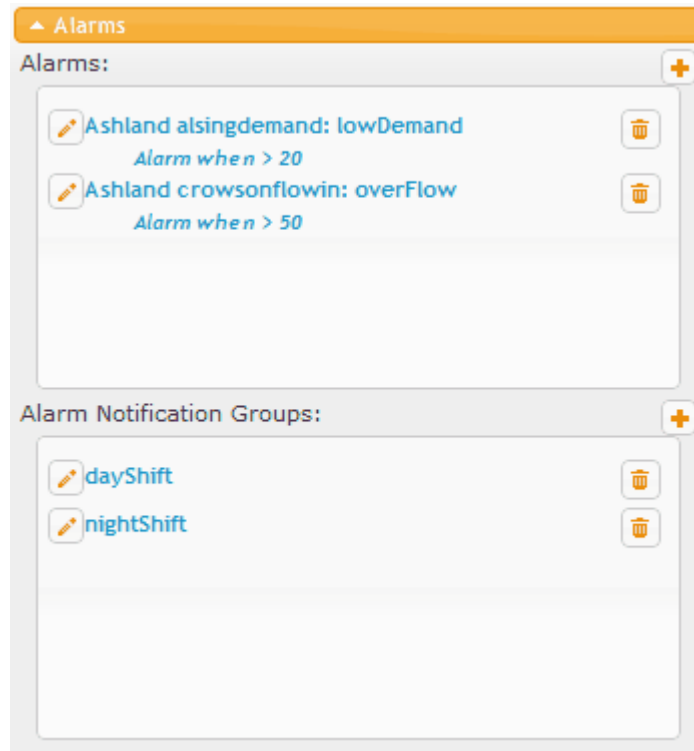 Alarms
Alarms:
Ashland alsingdemand: lowDemand
Alarm when > 20
Ashland crowsonflowin: overFlow
Alarm when > 50
Alarm Notification Groups:
dayShift
nightShift